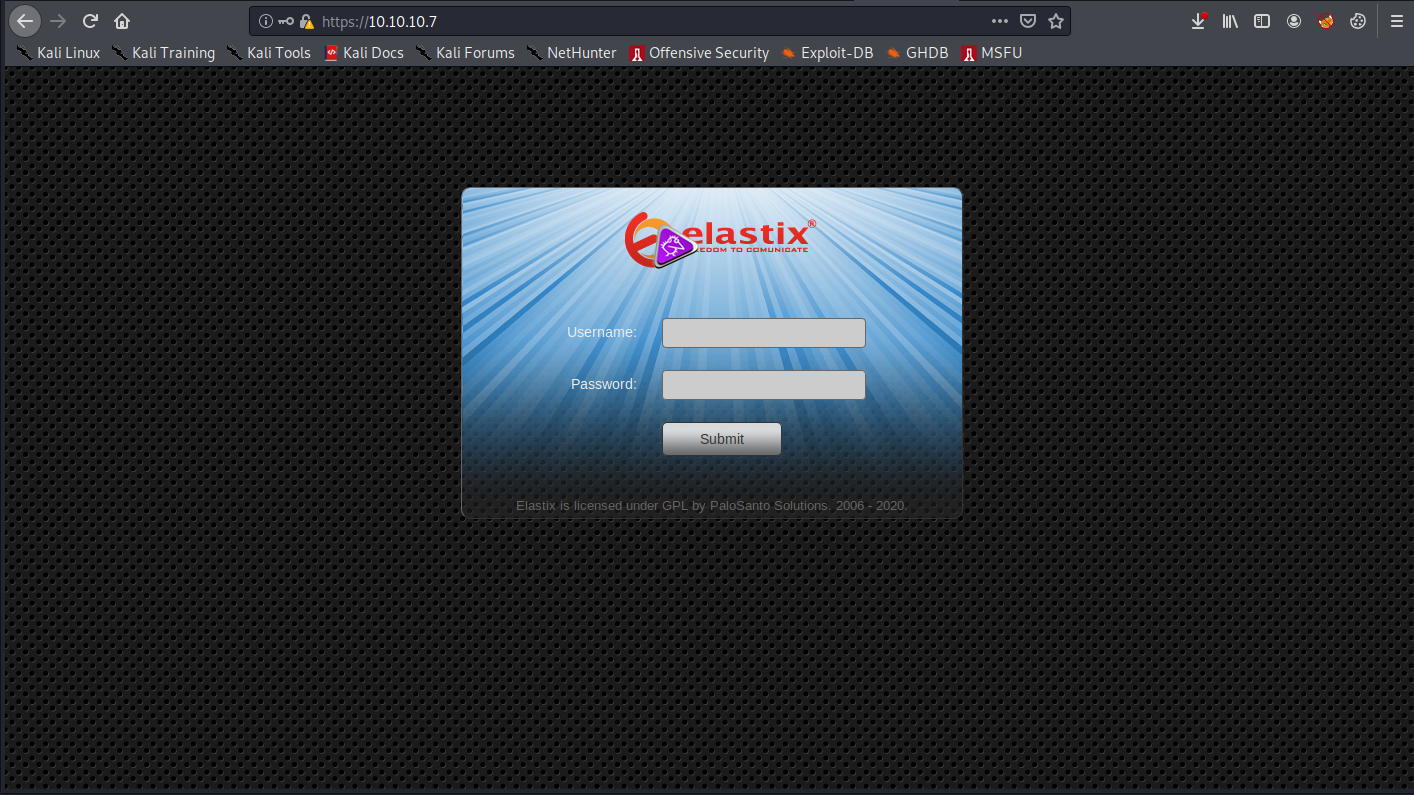 https://10.10.10.7
Kali Linux Kali Training Kali Tools Kali Docs Kali Forums NetHunter Offensive Security Exploit-DB GHDB MSFU
elastix®
TO COMUNICATE
Username:
Password:
Submit
Elastix is licensed under GPL by PaloSanto Solutions. 2006 - 2020.